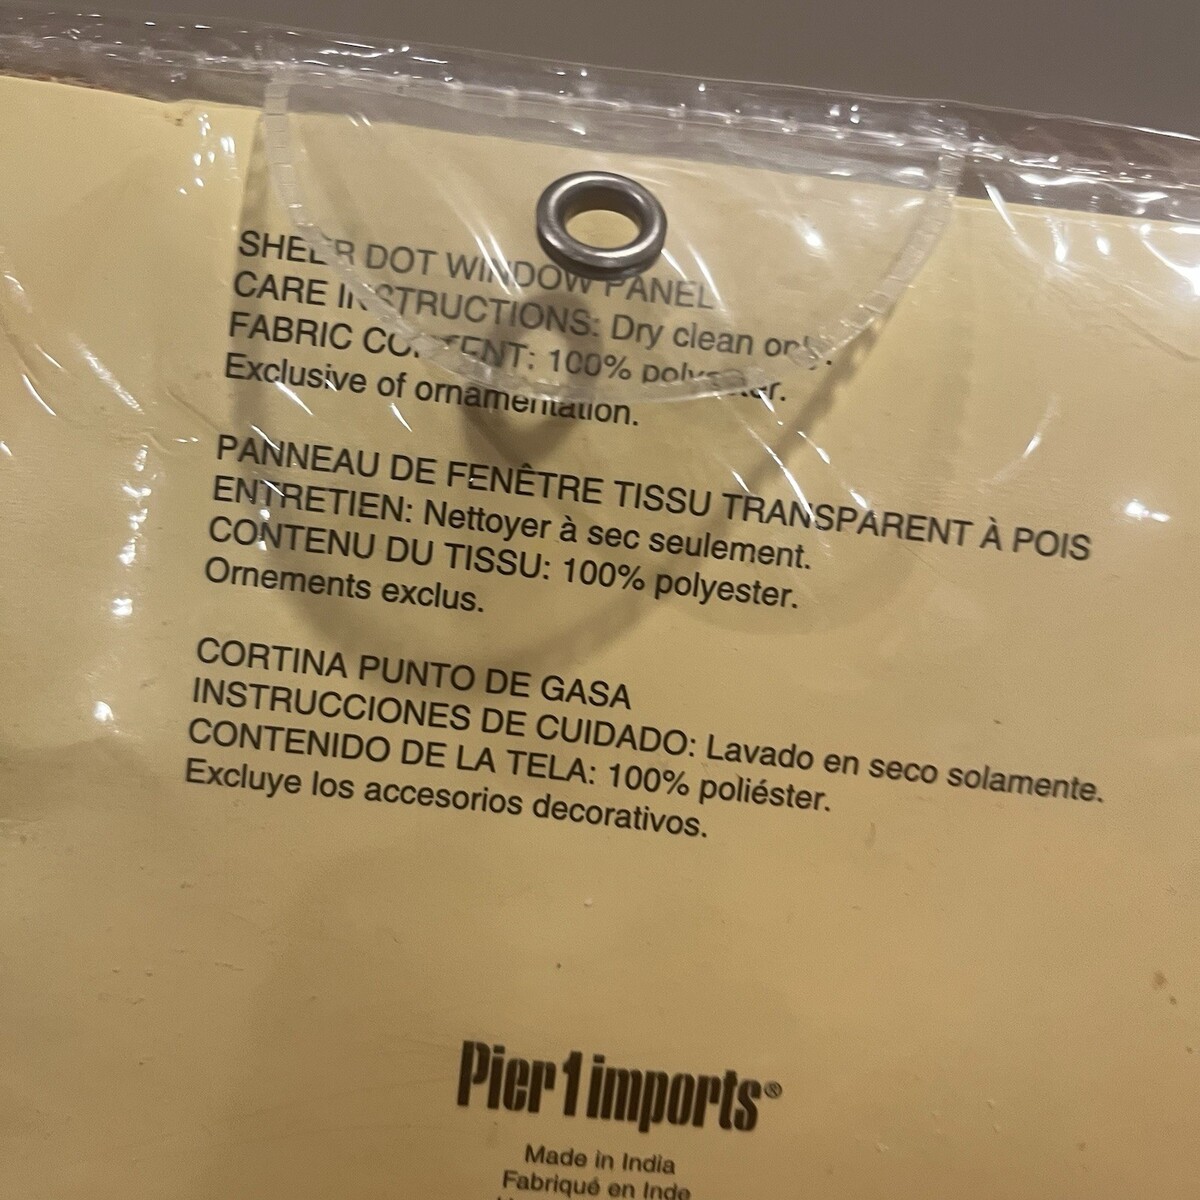 SHEER DOT WINDOW PANEL
CARE INSTRUCTIONS: Dry clean only.
FABRIC CONTENT: 100% polyester.
Exclusive of ornamentation.
PANNEAU DE FENÊTRE TISSU TRANSPARENT À POIS
ENTRETIEN: Nettoyer à sec seulement.
CONTENU DU TISSU: 100% polyester.
Ornements exclus.
CORTINA PUNTO DE GASA
INSTRUCCIONES DE CUIDADO: Lavado en seco solamente.
CONTENIDO DE LA TELA: 100% poliéster.
Excluye los accesorios decorativos.
Pier 1 imports®
Made in India
Fabriqué en Inde